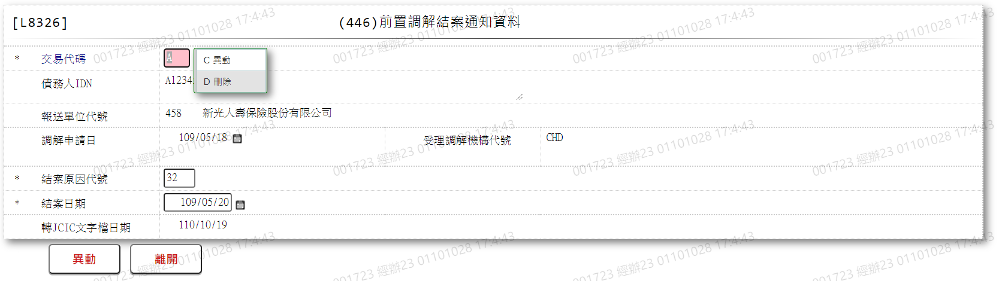 [L8326] (446)前置調解結案通知資料
* 交易代碼 A
C 異動
D 刪除
債務人IDN A1234
報送單位代號 458 新光人壽保險股份有限公司
調解申請日 109/05/18 受理調解機構代號 CHD
* 結案原因代號 32
* 結案日期 109/05/20
轉JCIC文字檔日期 110/10/19
異動 離開
001723 經辦23 01101028 17:4:43